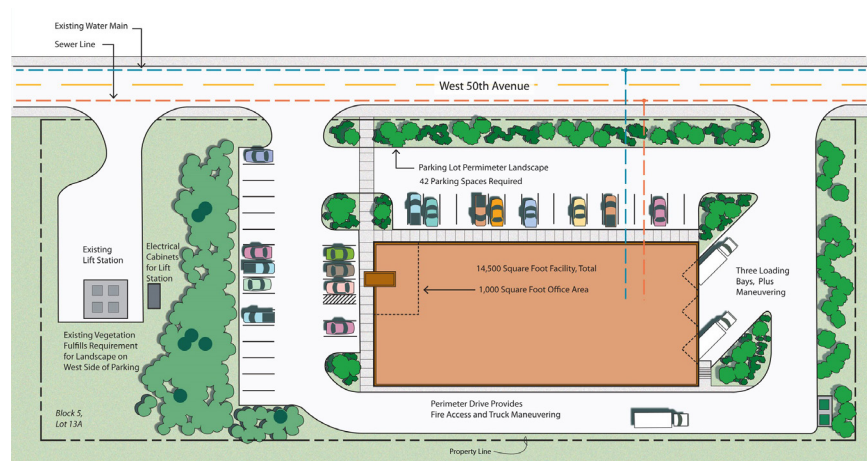 Existing Water Main
Sewer Line
West 50th Avenue
Parking Lot Permimeter Landscape
42 Parking Spaces Required
Existing
Lift Station
Electrical
Cabinets
for Lift
Station
14,500 Square Foot Facility, Total
1,000 Square Foot Office Area
Three Loading
Bays, Plus
Maneuvering
Existing Vegetation
Fulfills Requirement
for Landscape on
West Side of Parking
Block 5,
Lot 13A
Perimeter Drive Provides
Fire Access and Truck Maneuvering
Property Line